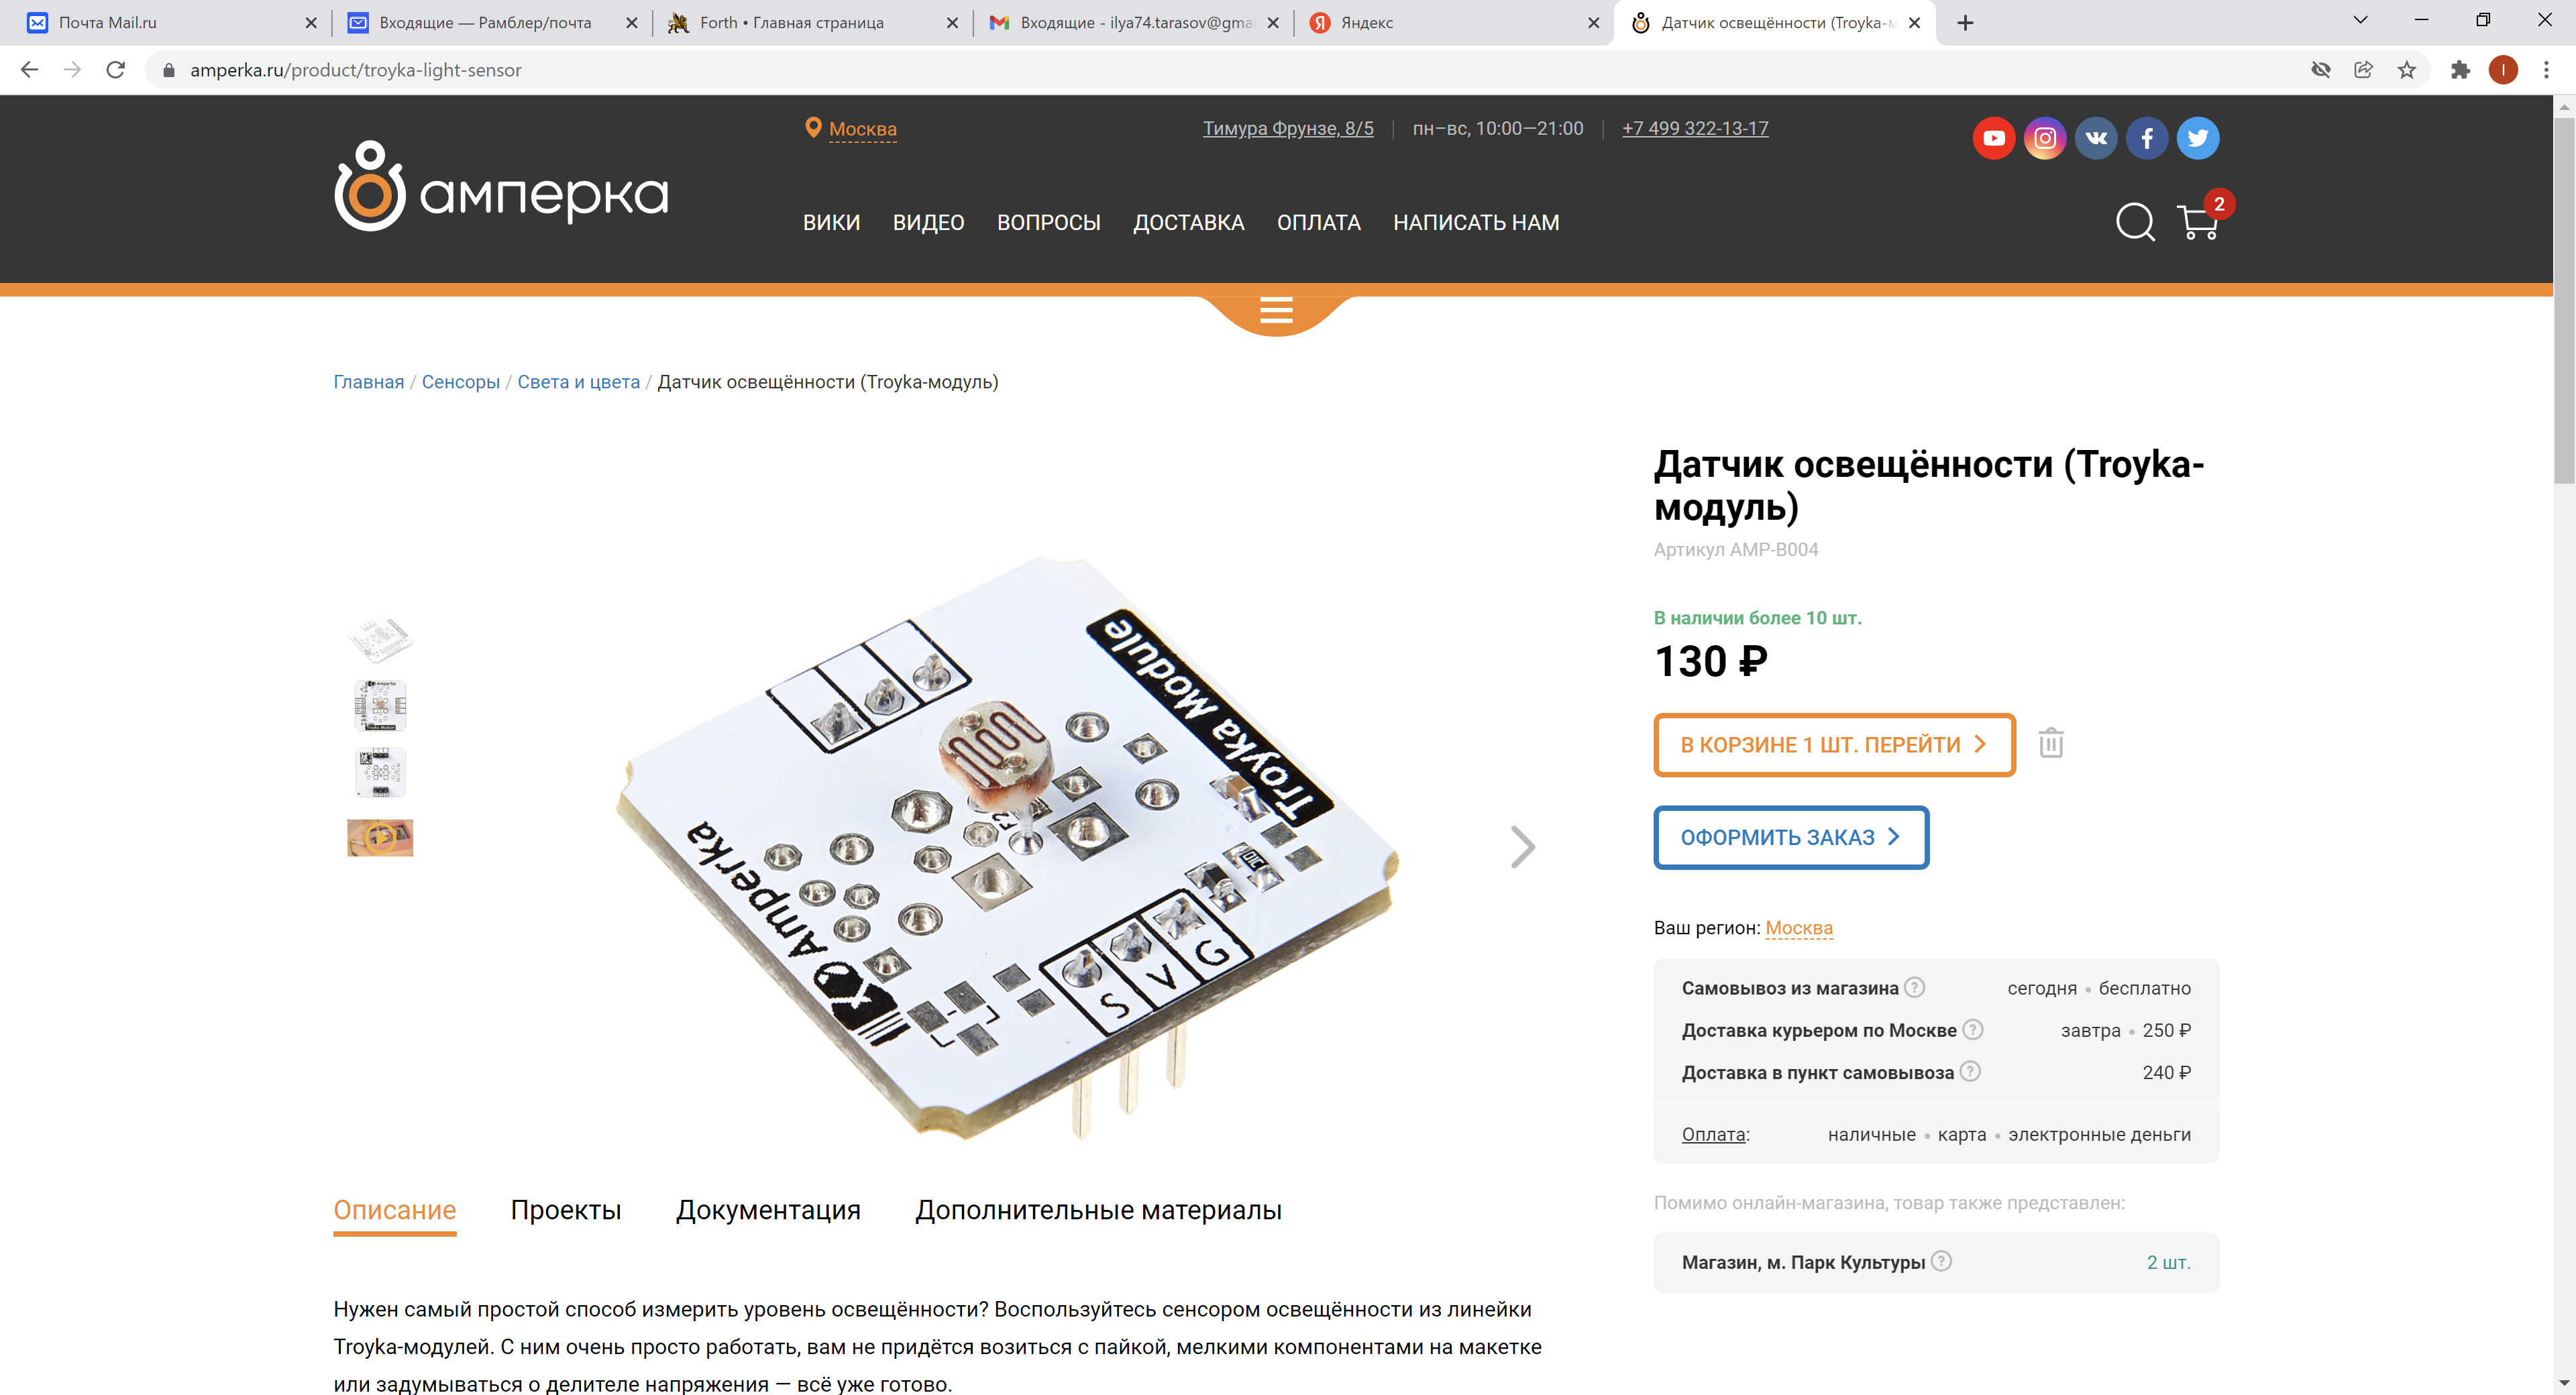 Почта Mail.ru
Входящие — Рамблер/почта
Forth • Главная страница
Входящие - ilya74.tarasov@gmai
Яндекс
Датчик освещённости (Troyka-м
amperka.ru/product/troyka-light-sensor
I
Москва
Тимура Фрунзе, 8/5
пн–вс, 10:00—21:00
+7 499 322-13-17
амперка
ВИКИ
ВИДЕО
ВОПРОСЫ
ДОСТАВКА
ОПЛАТА
НАПИСАТЬ НАМ
2
Главная / Сенсоры / Света и цвета / Датчик освещённости (Troyka-модуль)
Troyka Module
Amperka
S V G
Датчик освещённости (Troyka-
модуль)
Артикул AMP-B004
В наличии более 10 шт.
130 ₽
В КОРЗИНЕ 1 ШТ. ПЕРЕЙТИ
ОФОРМИТЬ ЗАКАЗ
Ваш регион: Москва
Самовывоз из магазина ? сегодня • бесплатно
Доставка курьером по Москве ? завтра • 250 ₽
Доставка в пункт самовывоза ? 240 ₽
Оплата: наличные • карта • электронные деньги
Помимо онлайн-магазина, товар также представлен:
Магазин, м. Парк Культуры ? 2 шт.
Описание
Проекты
Документация
Дополнительные материалы
Нужен самый простой способ измерить уровень освещённости? Воспользуйтесь сенсором освещённости из линейки
Troyka-модулей. С ним очень просто работать, вам не придётся возиться с пайкой, мелкими компонентами на макетке
или задумываться о делителе напряжения — всё уже готово.